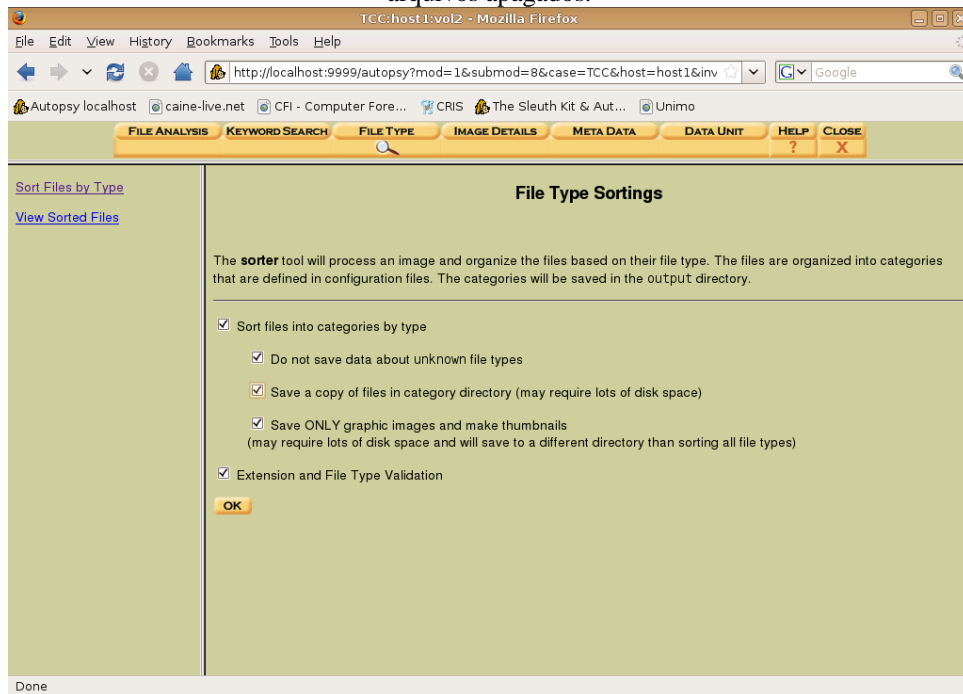 arquivos apagados.
TCC:host1:vol2 - Mozilla Firefox
File Edit View History Bookmarks Tools Help
http://localhost:9999/autopsy?mod=1&submod=8&case=TCC&host=host1&inv
G Google
Autopsy localhost caine-live.net CFI - Computer Fore... CRIS The Sleuth Kit & Aut... Unimo
FILE ANALYSIS KEYWORD SEARCH FILE TYPE IMAGE DETAILS META DATA DATA UNIT HELP CLOSE
? X
Sort Files by Type
View Sorted Files
File Type Sortings
The sorter tool will process an image and organize the files based on their file type. The files are organized into categories
that are defined in configuration files. The categories will be saved in the output directory.
Sort files into categories by type
Do not save data about unknown file types
Save a copy of files in category directory (may require lots of disk space)
Save ONLY graphic images and make thumbnails
(may require lots of disk space and will save to a different directory than sorting all file types)
Extension and File Type Validation
OK
Done